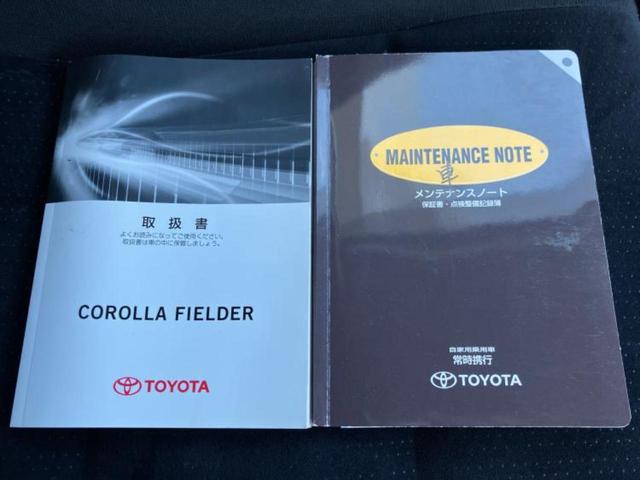 取扱書
よくお読みになってご使用ください。
取扱書は車の中に保管しましょう。
COROLLA FIELDER
TOYOTA
MAINTENANCE NOTE
車
メンテナンスノート
保証書・点検整備記録簿
自家用乗用車
常時携行
TOYOTA